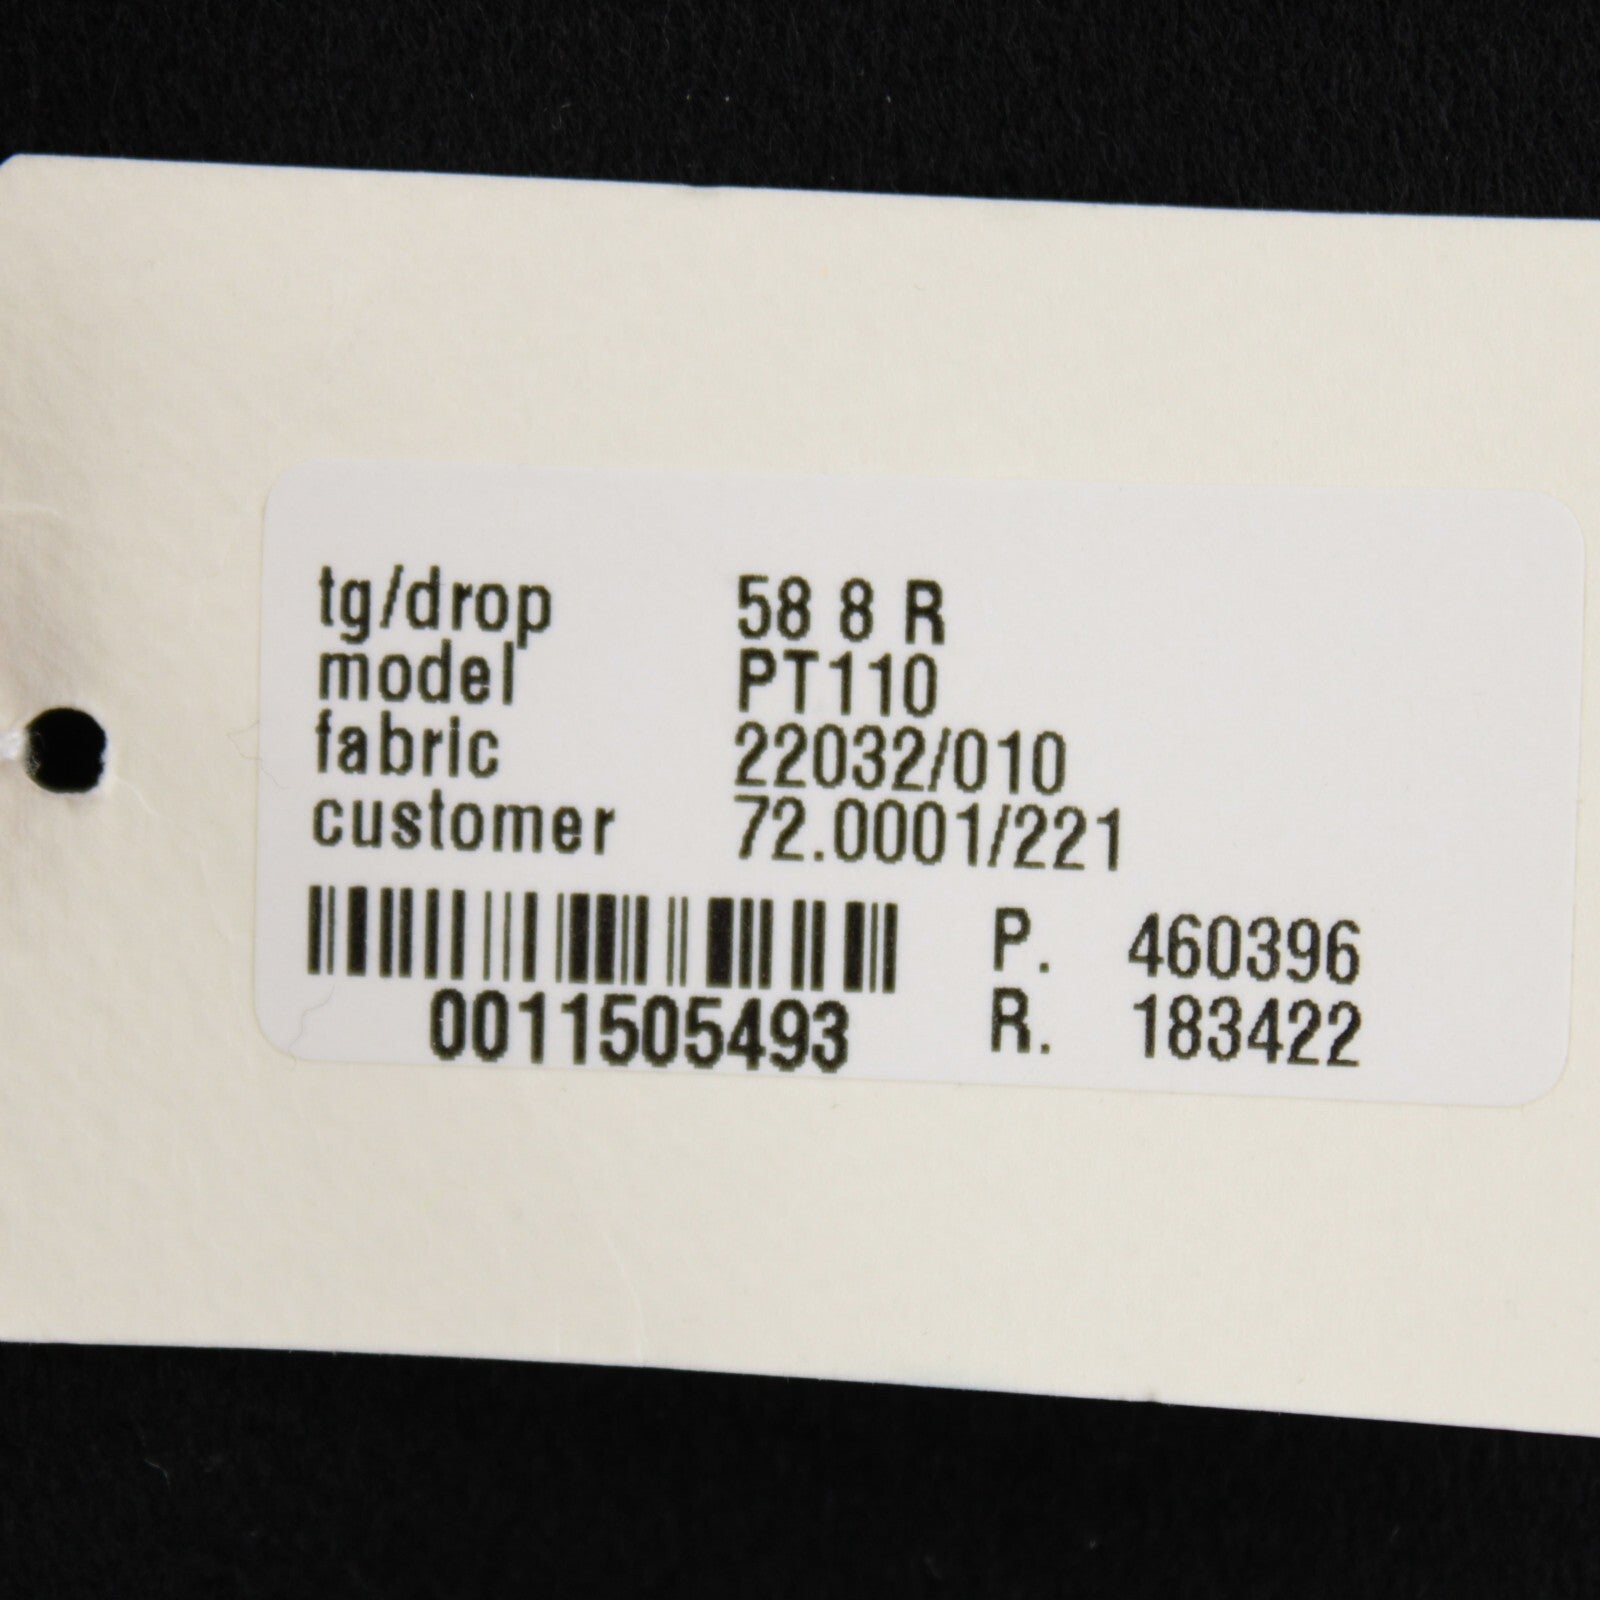 tg/drop 58 8 R
model PT110
fabric 22032/010
customer 72.0001/221
P. 460396
0011505493 R. 183422